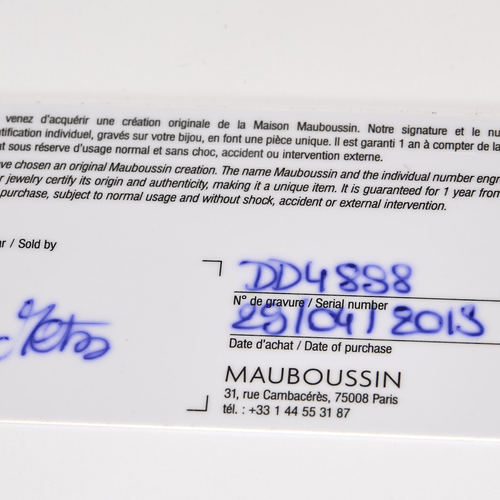 venez d'acquérir une création originale de la Maison Mauboussin. Notre signature et le nu
tification individuel, gravés sur votre bijou, en font une pièce unique. Il est garanti 1 an à compter de la
t sous réserve d'usage normal et sans choc, accident ou intervention externe.
ve chosen an original Mauboussin creation. The name Mauboussin and the individual number engr
r jewelry certify its origin and authenticity, making it a unique item. It is guaranteed for 1 year from
purchase, subject to normal usage and without shock, accident or external intervention.
ar / Sold by
DD4898
N° de gravure / Serial number
29/04/2013
Date d'achat / Date of purchase
MAUBOUSSIN
31, rue Cambacérès, 75008 Paris
tél. : +33 1 44 55 31 87